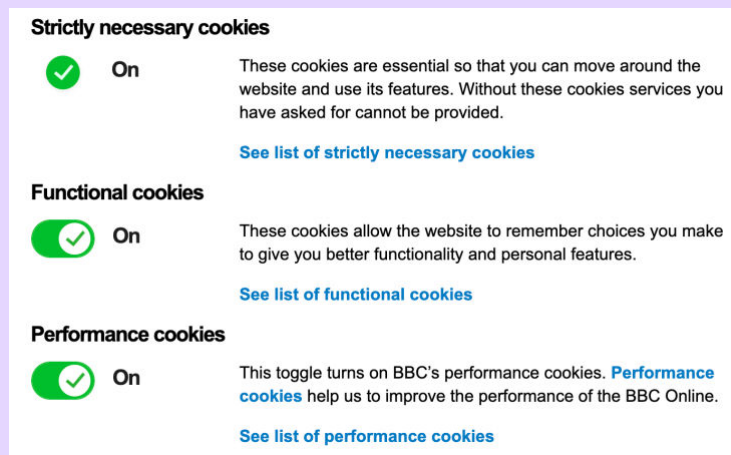 Strictly necessary cookies
On
These cookies are essential so that you can move around the
website and use its features. Without these cookies services you
have asked for cannot be provided.
See list of strictly necessary cookies
Functional cookies
On
These cookies allow the website to remember choices you make
to give you better functionality and personal features.
See list of functional cookies
Performance cookies
On
This toggle turns on BBC's performance cookies. Performance
cookies help us to improve the performance of the BBC Online.
See list of performance cookies